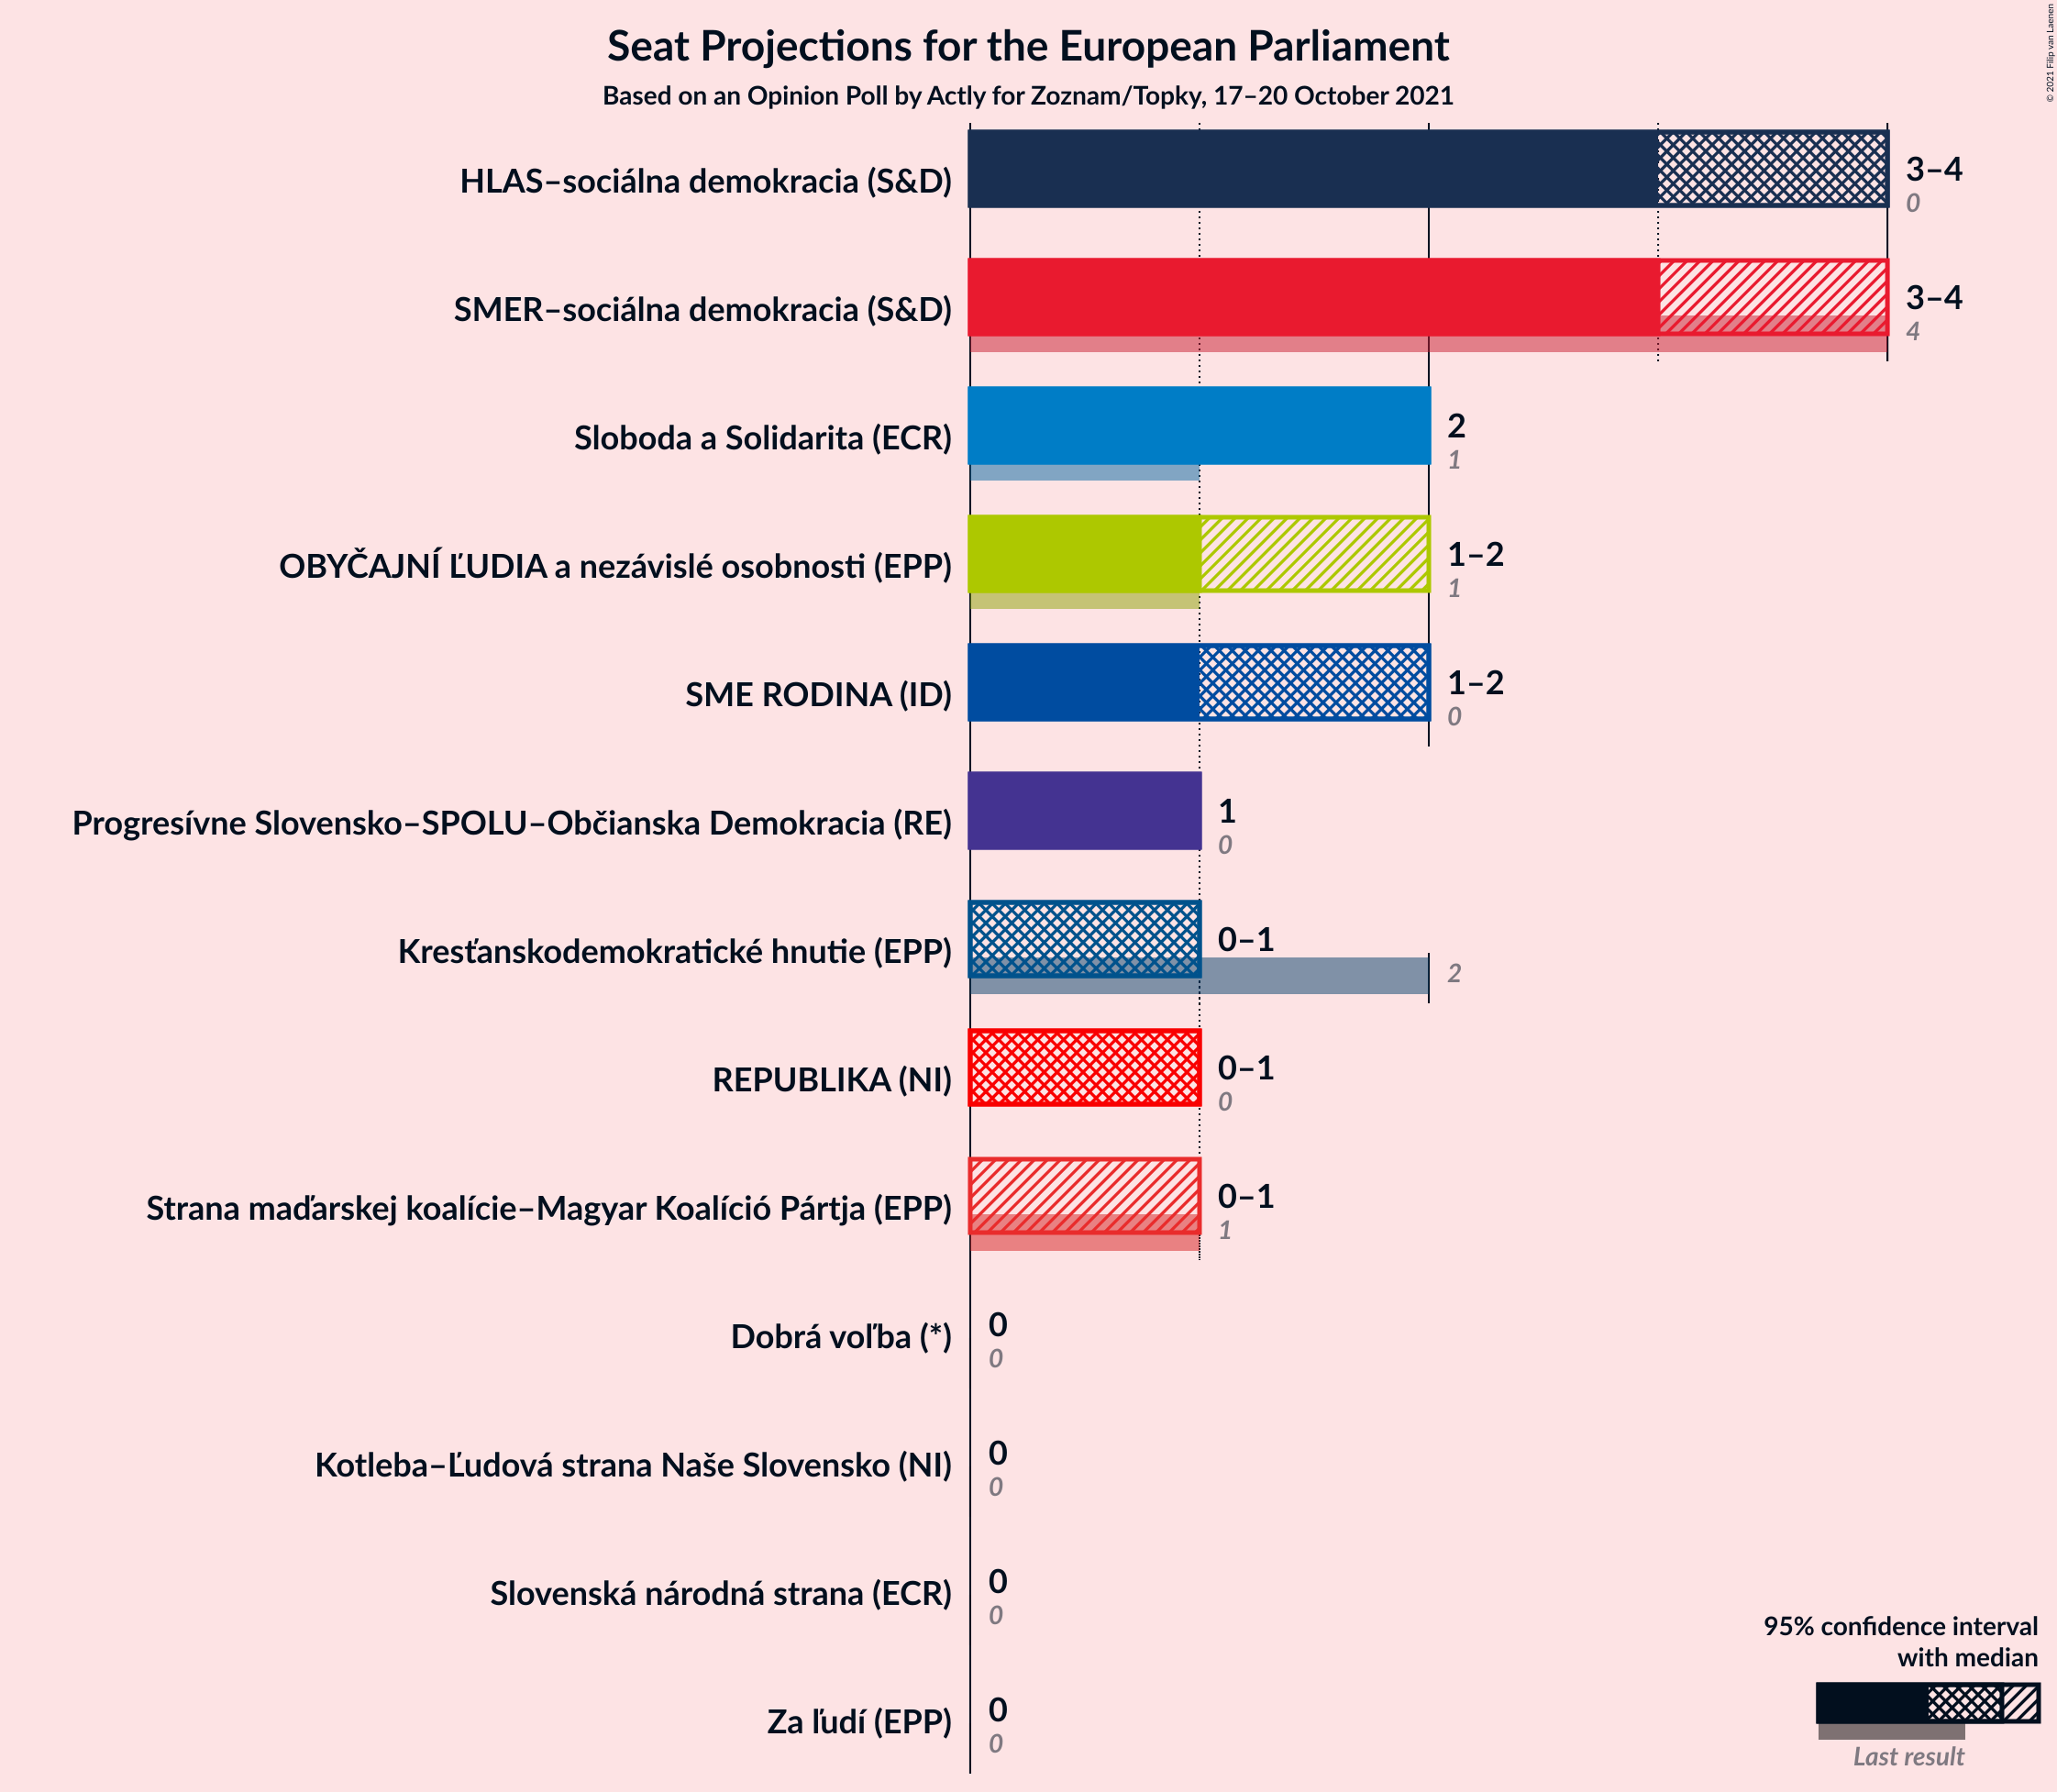 Seat Projections for the European Parliament
Based on an Opinion Poll by Actly for Zoznam/Topky, 17–20 October 2021
© 2021 Filip van Laenen
HLAS–sociálna demokracia (S&D)
3–4
0
SMER–sociálna demokracia (S&D)
3–4
4
Sloboda a Solidarita (ECR)
2
1
OBYČAJNÍ ĽUDIA a nezávislé osobnosti (EPP)
1–2
1
SME RODINA (ID)
1–2
0
Progresívne Slovensko–SPOLU–Občianska Demokracia (RE)
1
0
Kresťanskodemokratické hnutie (EPP)
0–1
2
REPUBLIKA (NI)
0–1
0
Strana maďarskej koalície–Magyar Koalíció Pártja (EPP)
0–1
1
Dobrá voľba (*)
0
0
Kotleba–Ľudová strana Naše Slovensko (NI)
0
0
Slovenská národná strana (ECR)
0
0
Za ľudí (EPP)
0
0
95% confidence interval
with median
Last result